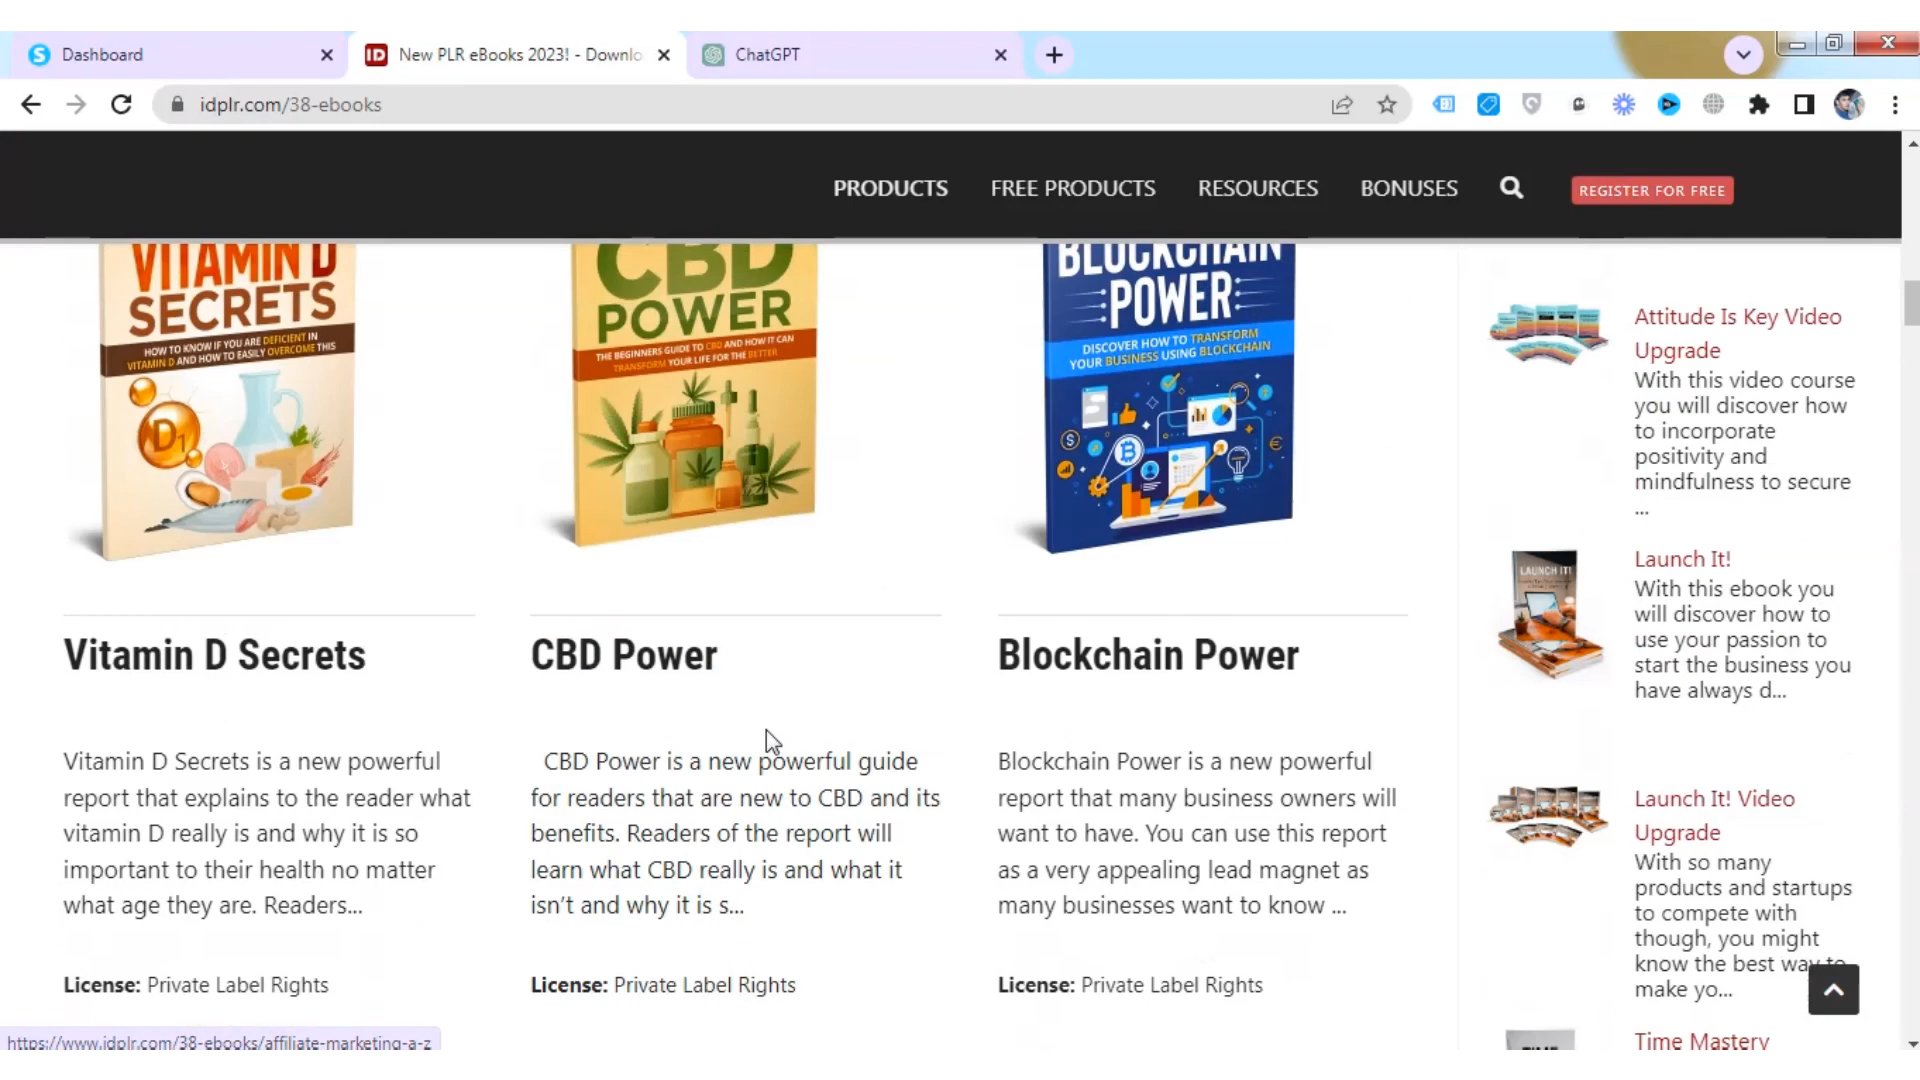 Dashboard
New PLR eBooks 2023! - Downlo
ChatGPT
idplr.com/38-ebooks
PRODUCTS
FREE PRODUCTS
RESOURCES
BONUSES
REGISTER FOR FREE
VITAMIN D
SECRETS
HOW TO KNOW IF YOU ARE DEFICIENT IN
VITAMIN D AND HOW TO EASILY OVERCOME THIS
CBD
POWER
THE BEGINNERS GUIDE TO CBD AND HOW IT CAN
TRANSFORM YOUR LIFE FOR THE BETTER
BLOCKCHAIN
POWER
DISCOVER HOW TO TRANSFORM
YOUR BUSINESS USING BLOCKCHAIN
Vitamin D Secrets
Vitamin D Secrets is a new powerful
report that explains to the reader what
vitamin D really is and why it is so
important to their health no matter
what age they are. Readers...
License: Private Label Rights
CBD Power
CBD Power is a new powerful guide
for readers that are new to CBD and its
benefits. Readers of the report will
learn what CBD really is and what it
isn't and why it is s...
License: Private Label Rights
Blockchain Power
Blockchain Power is a new powerful
report that many business owners will
want to have. You can use this report
as a very appealing lead magnet as
many businesses want to know ...
License: Private Label Rights
Attitude Is Key Video
Upgrade
With this video course
you will discover how
to incorporate
positivity and
mindfulness to secure
...
LAUNCH IT!
Launch It!
With this ebook you
will discover how to
use your passion to
start the business you
have always d...
Launch It! Video
Upgrade
With so many
products and startups
to compete with
though, you might
know the best way to
make yo...
TIME
Time Mastery
https://www.idplr.com/38-ebooks/affiliate-marketing-a-z